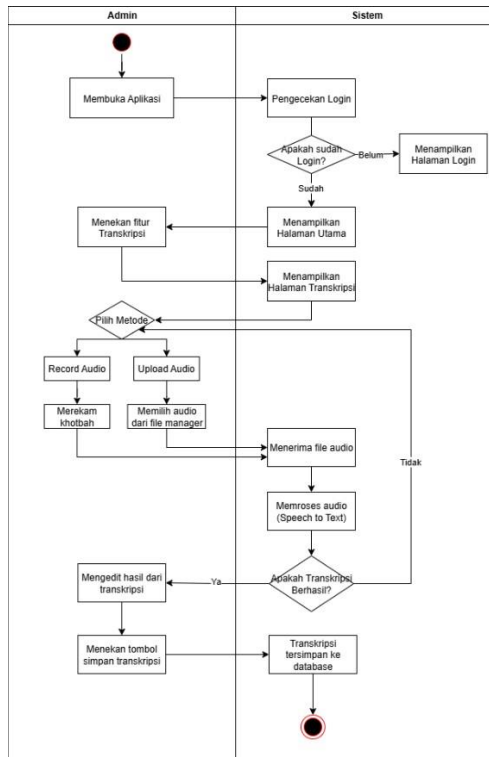 Admin
Sistem
Membuka Aplikasi
Pengecekan Login
Apakah sudah
Login?
Belum
Menampilkan
Halaman Login
Sudah
Menekan fitur
Transkripsi
Menampilkan
Halaman Utama
Menampilkan
Halaman Transkripsi
Pilih Metode
Record Audio
Upload Audio
Merekam
khotbah
Memilih audio
dari file manager
Menerima file audio
Tidak
Memroses audio
(Speech to Text)
Apakah Transkripsi
Berhasil?
Ya
Mengedit hasil dari
transkripsi
Menekan tombol
simpan transkripsi
Transkripsi
tersimpan ke
database